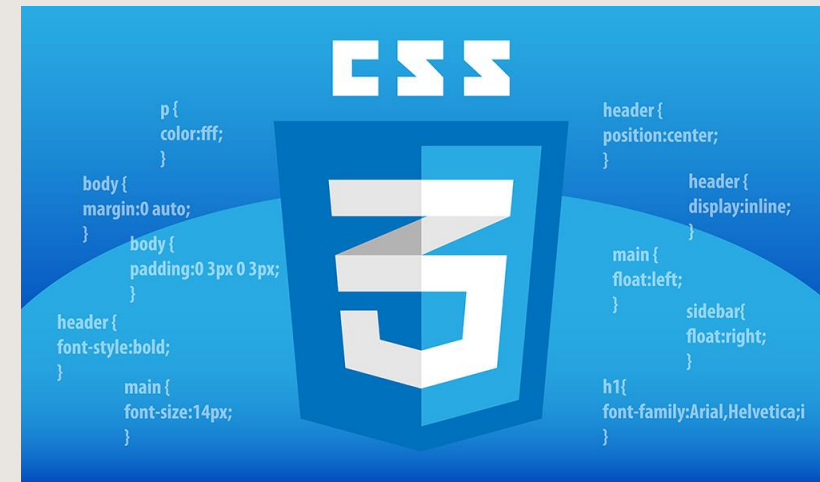 CSS
3
p {
color:fff;
}
body {
margin:0 auto;
}
body {
padding:0 3px 0 3px;
}
header {
font-style:bold;
}
main {
font-size:14px;
}
header {
position:center;
}
header {
display:inline;
}
main {
float:left;
}
sidebar{
float:right;
}
h1{
font-family:Arial,Helvetica;i
}